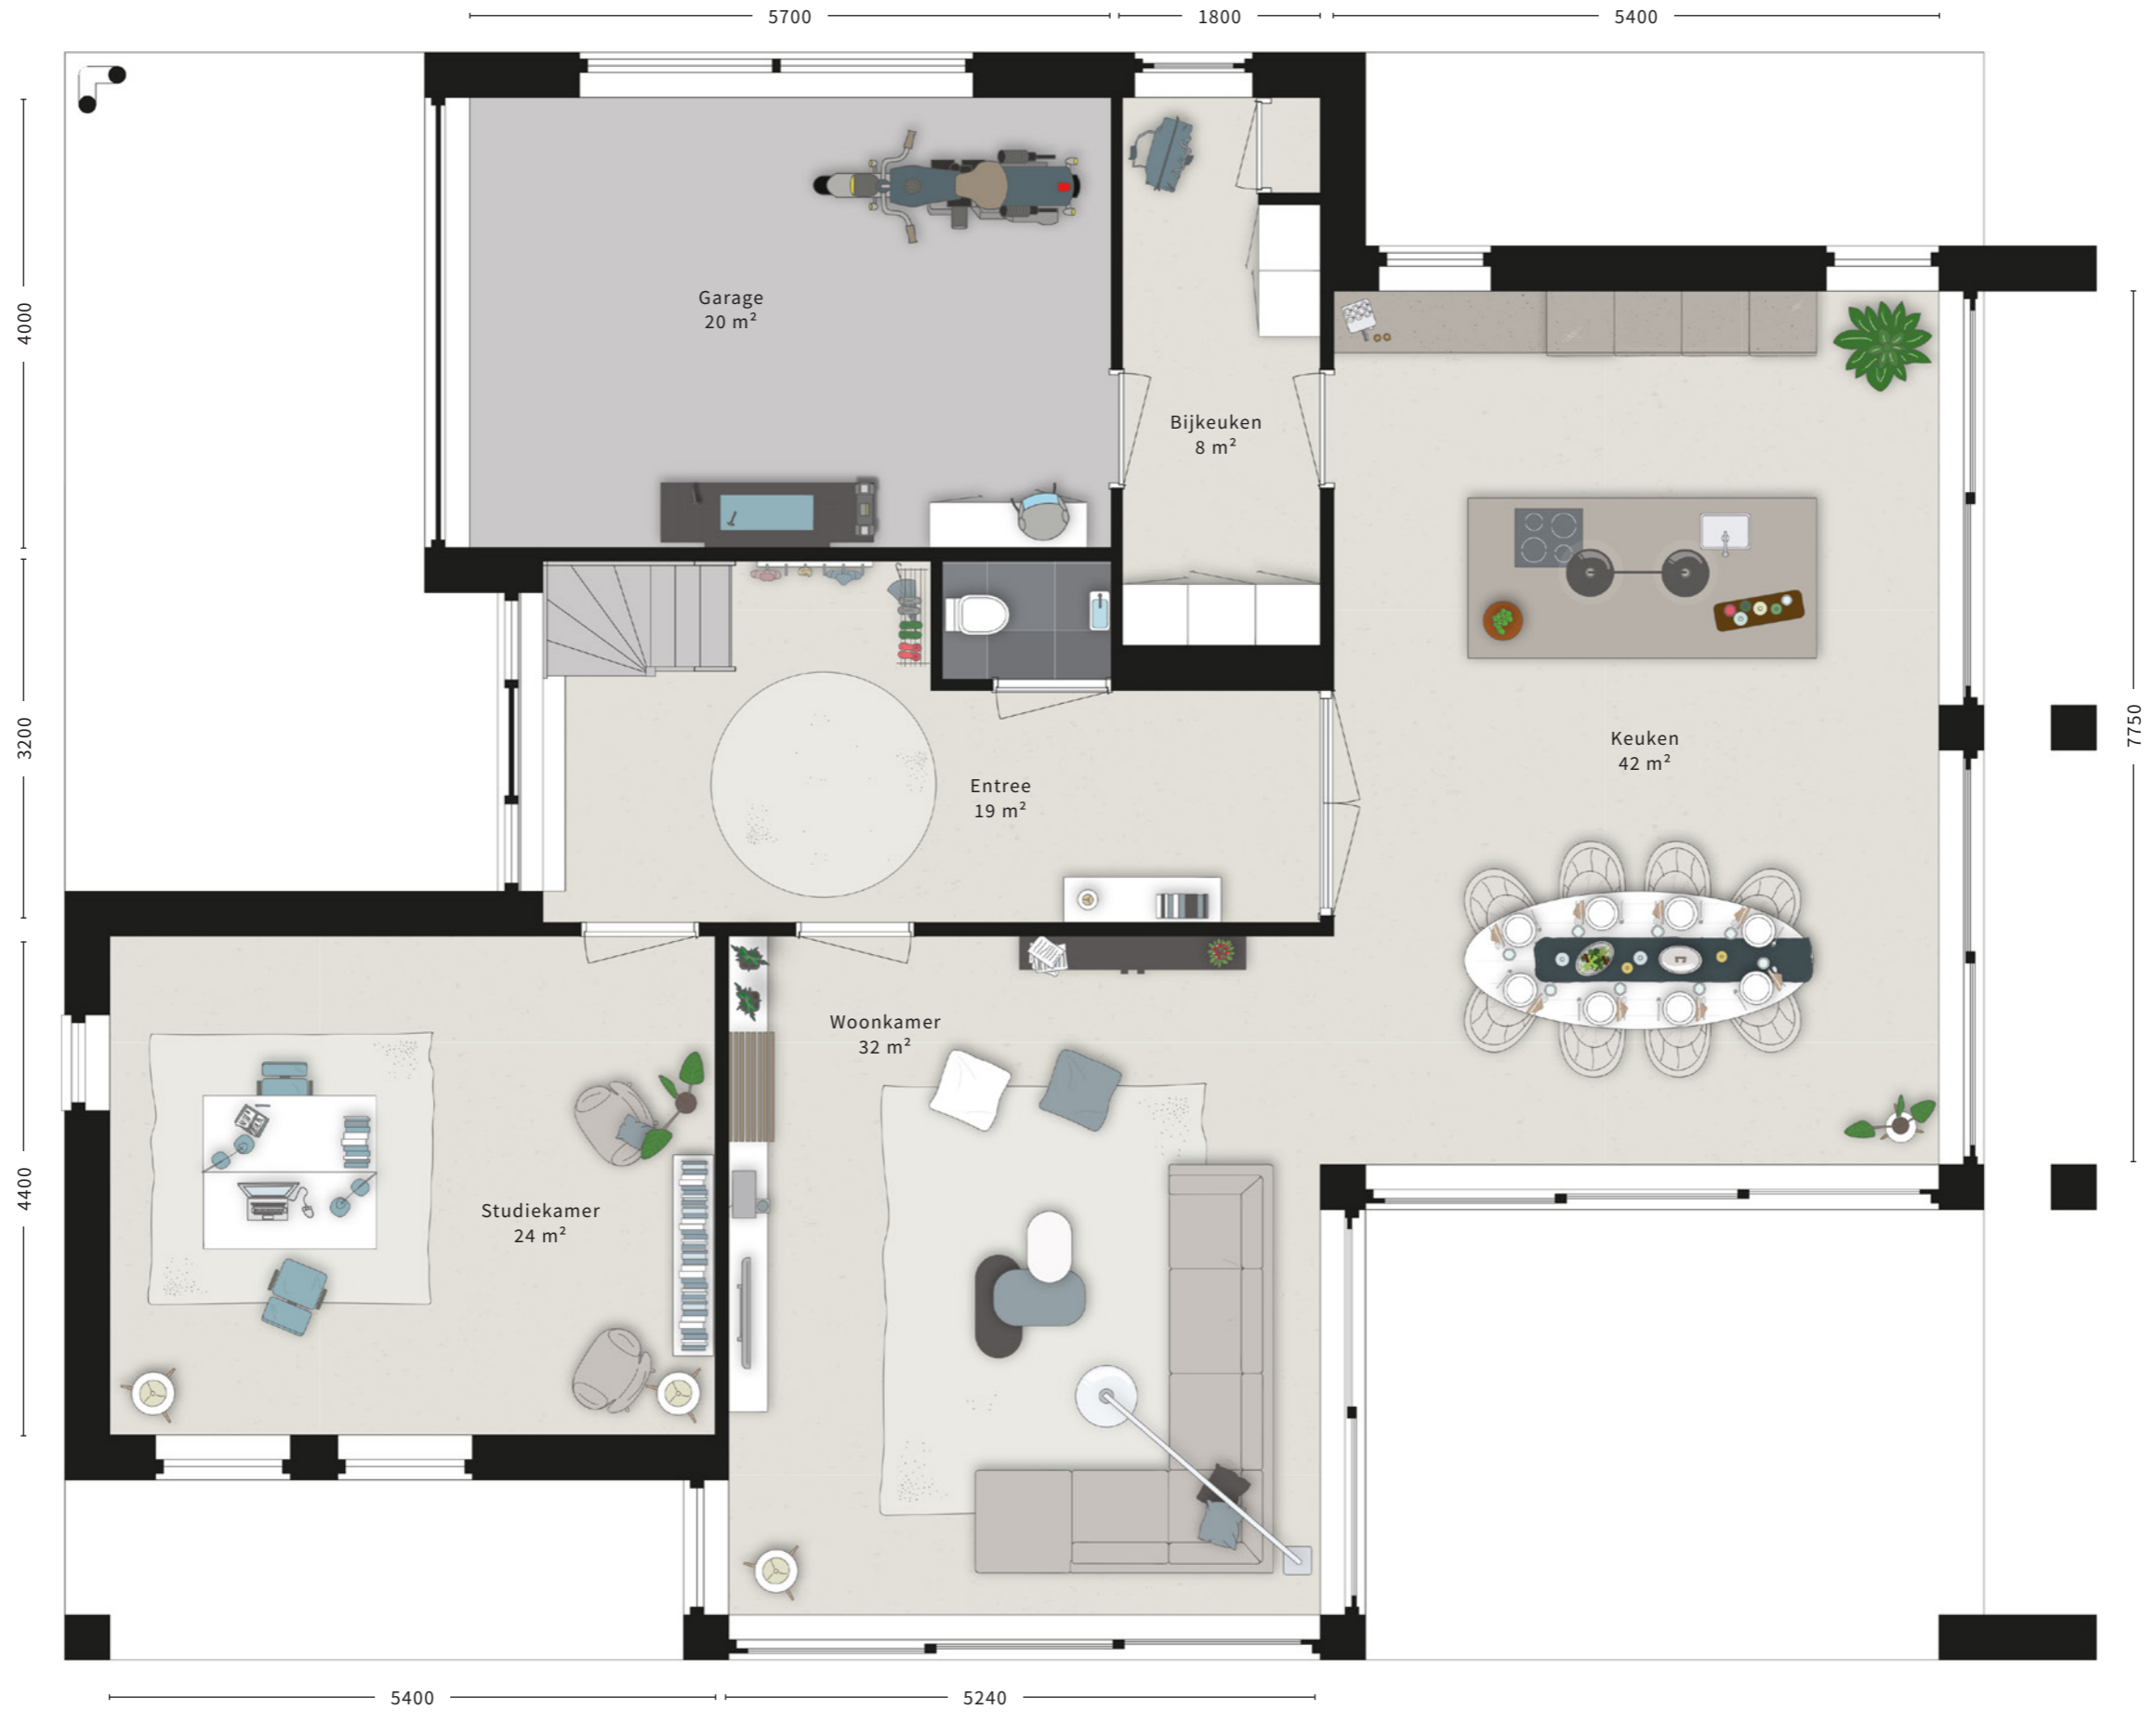 5700
1800
5400
4000
Garage
20 m²
Bijkeuken
8 m²
3200
7750
Keuken
42 m²
Entree
19 m²
Woonkamer
32 m²
4400
Studiekamer
24 m²
5400
5240